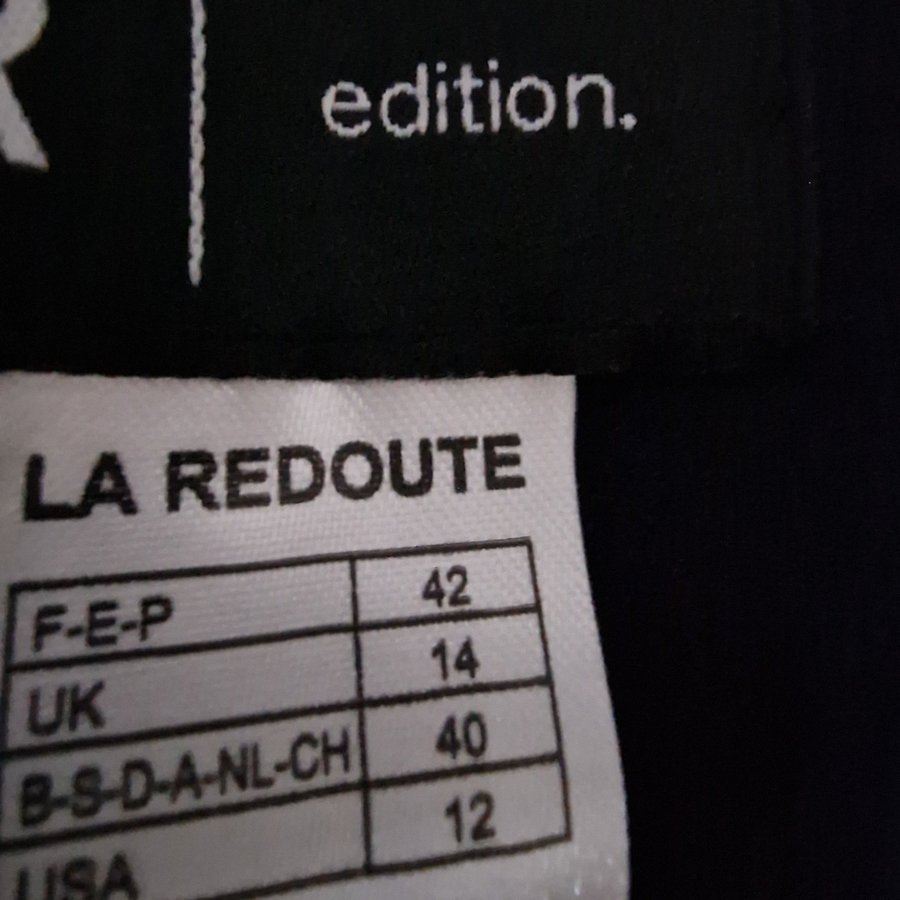 R
edition.
LA REDOUTE
F-E-P 42
UK 14
B-S-D-A-NL-CH 40
USA 12